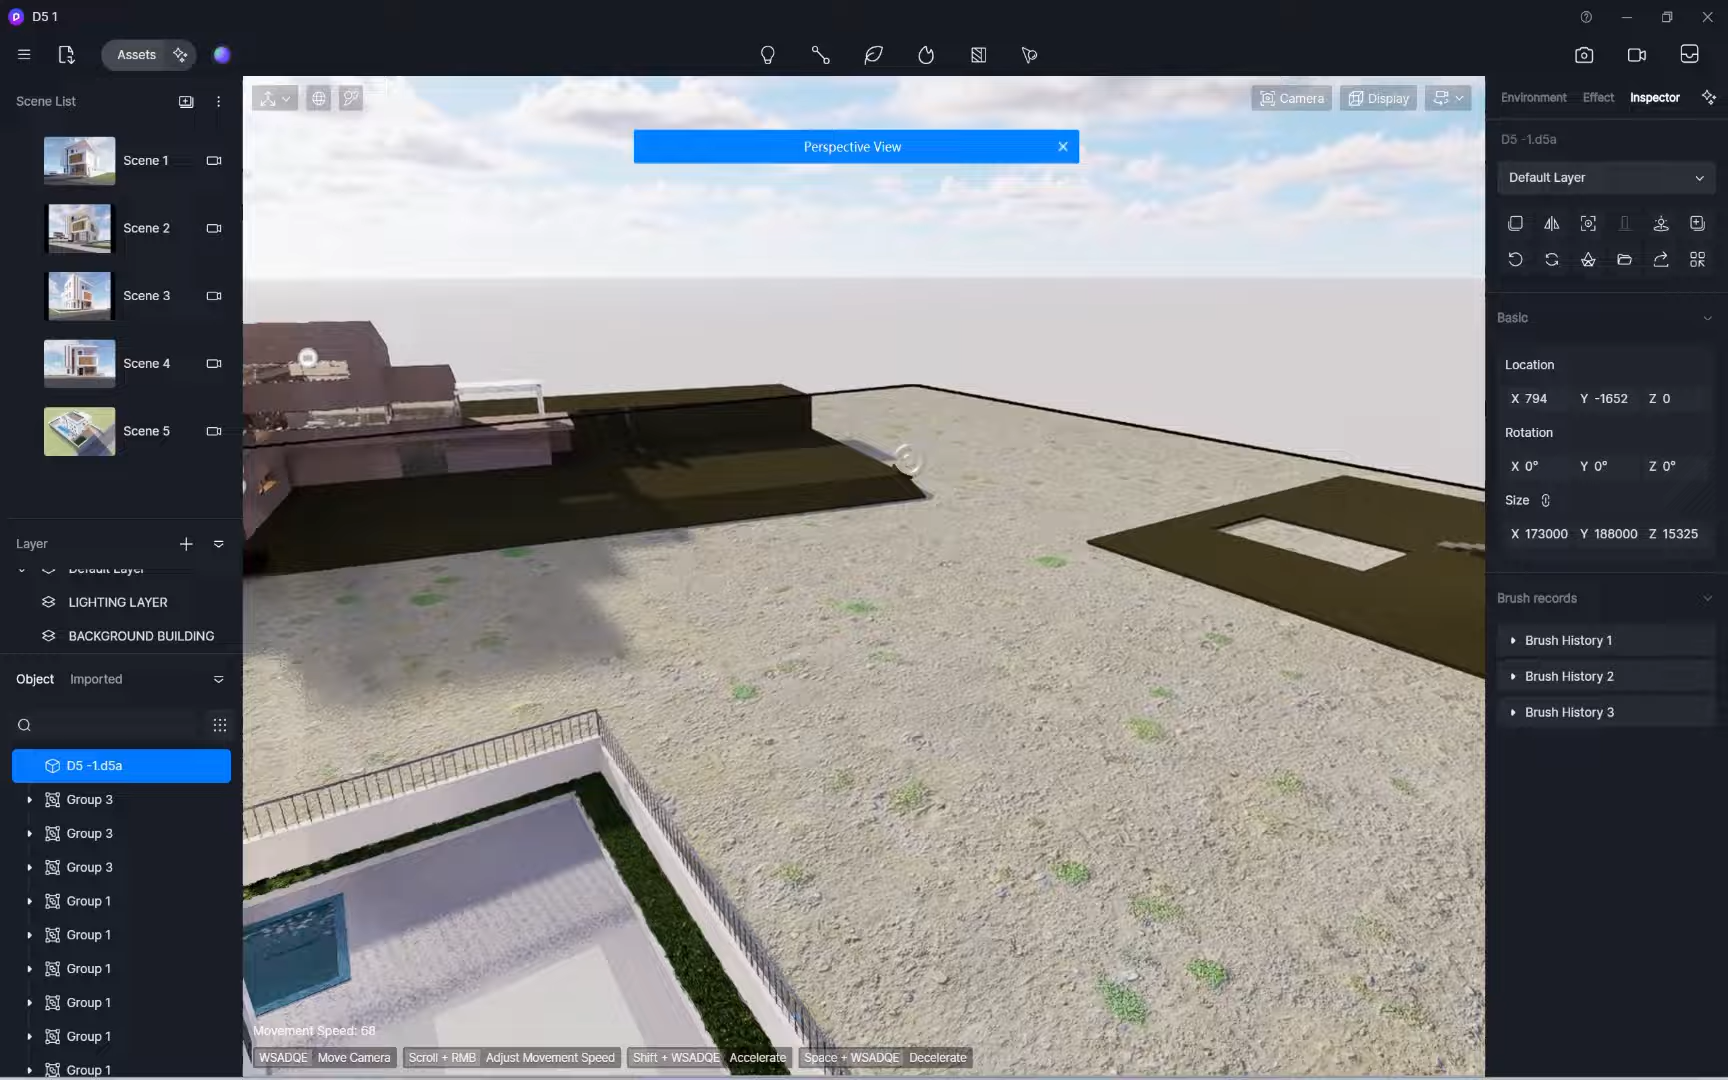 D5 1
Assets
Scene List
Scene 1
Scene 2
Scene 3
Scene 4
Scene 5
Layer
Default Layer
LIGHTING LAYER
BACKGROUND BUILDING
Object Imported
D5 -1.d5a
Group 3
Group 3
Group 3
Group 1
Group 1
Group 1
Group 1
Group 1
Group 1
Camera Display
Perspective View
Movement Speed: 68
WSADQE Move Camera Scroll + RMB Adjust Movement Speed Shift + WSADQE Accelerate Space + WSADQE Decelerate
Environment Effect Inspector
D5 -1.d5a
Default Layer
Basic
Location
X 794 Y -1652 Z 0
Rotation
X 0° Y 0° Z 0°
Size
X 173000 Y 188000 Z 15325
Brush records
Brush History 1
Brush History 2
Brush History 3